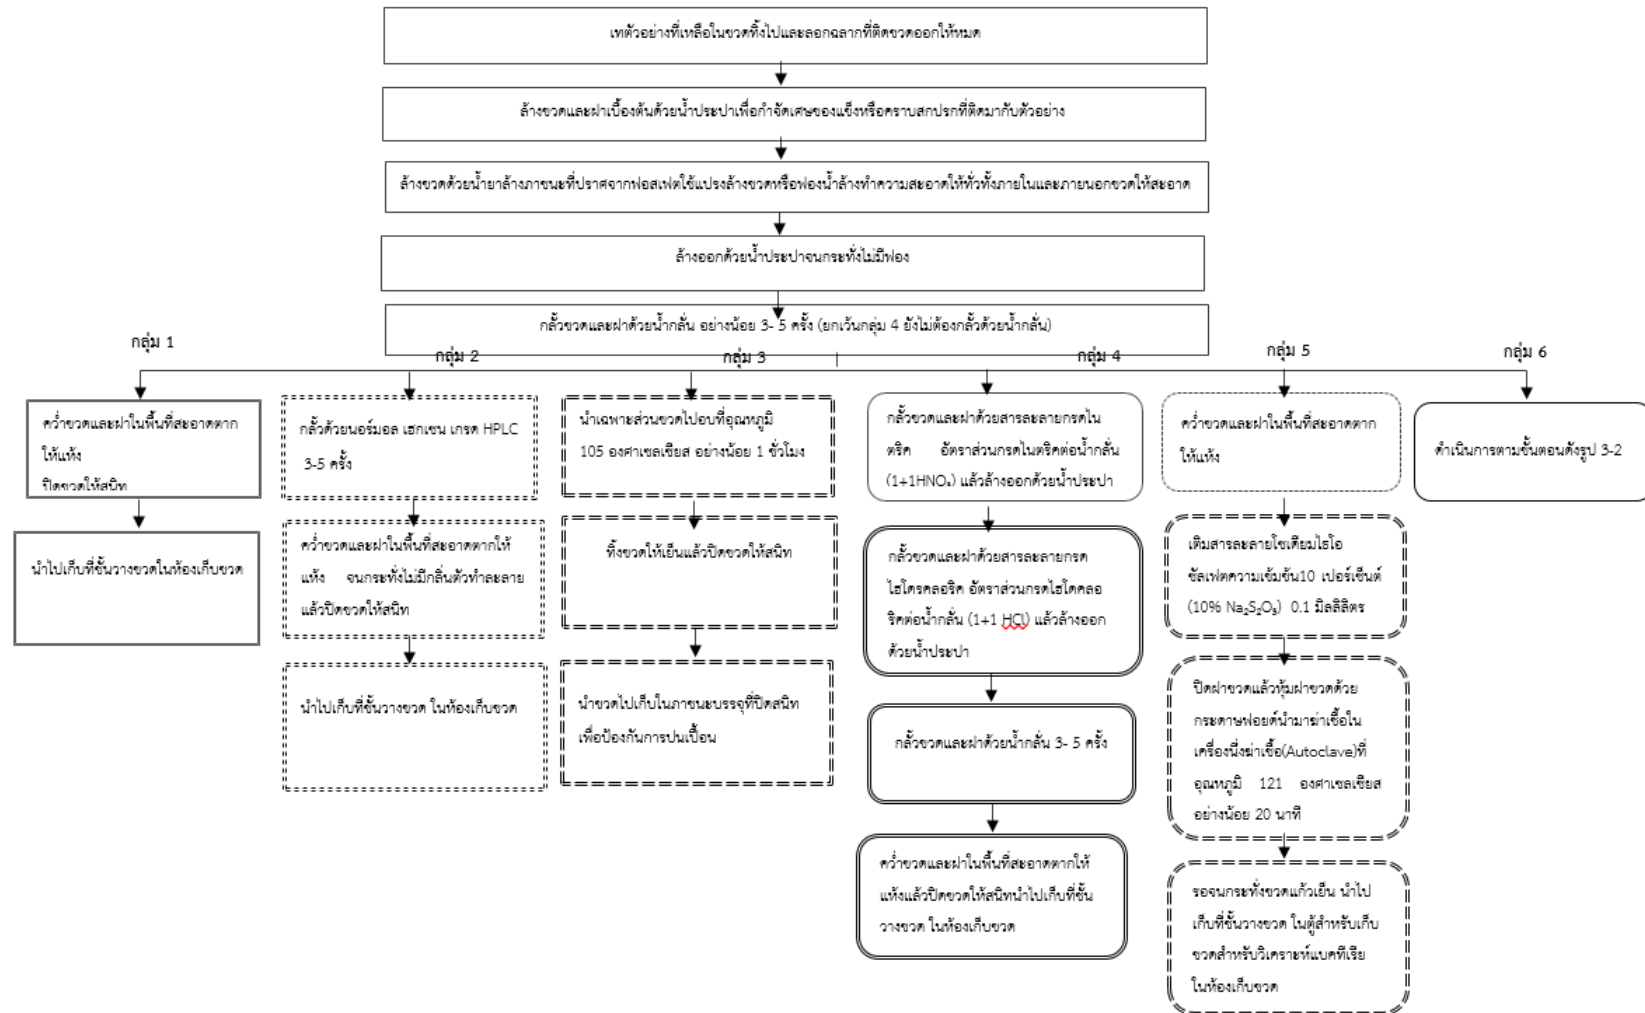 เทตัวอย่างที่เหลือในขวดทิ้งไปและลอกฉลากที่ติดขวดออกให้หมด
ล้างขวดและฝาเบื้องต้นด้วยน้ำประปาเพื่อกำจัดเศษของแข็งหรือคราบสกปรกที่ติดมากับตัวอย่าง
ล้างขวดด้วยน้ำยาล้างภาชนะที่ปราศจากฟอสเฟตใช้แปรงล้างขวดหรือฟองน้ำล้างทำความสะอาดให้ทั่วทั้งภายในและภายนอกขวดให้สะอาด
ล้างออกด้วยน้ำประปาจนกระทั่งไม่มีฟอง
กลั้วขวดและฝาด้วยน้ำกลั่น อย่างน้อย 3- 5 ครั้ง (ยกเว้นกลุ่ม 4 ยังไม่ต้องกลั้วด้วยน้ำกลั่น)
กลุ่ม 1
คว่ำขวดและฝาในพื้นที่สะอาดตาก
ให้แห้ง
ปิดขวดให้สนิท
นำไปเก็บที่ชั้นวางขวดในห้องเก็บขวด
กลุ่ม 2
กลั้วด้วยนอร์มอล เฮกเซน เกรด HPLC
3-5 ครั้ง
คว่ำขวดและฝาในพื้นที่สะอาดตากให้
แห้ง จนกระทั่งไม่มีกลิ่นตัวทำละลาย
แล้วปิดขวดให้สนิท
นำไปเก็บที่ชั้นวางขวด ในห้องเก็บขวด
กลุ่ม 3
นำเฉพาะส่วนขวดไปอบที่อุณหภูมิ
105 องศาเซลเซียส อย่างน้อย 1 ชั่วโมง
ทิ้งขวดให้เย็นแล้วปิดขวดให้สนิท
นำขวดไปเก็บในภาชนะบรรจุที่ปิดสนิท
เพื่อป้องกันการปนเปื้อน
กลุ่ม 4
กลั้วขวดและฝาด้วยสารละลายกรดใน
ตริค อัตราส่วนกรดไนตริคต่อน้ำกลั่น
(1+1HNO₃) แล้วล้างออกด้วยน้ำประปา
กลั้วขวดและฝาด้วยสารละลายกรด
ไฮโดรคลอริค อัตราส่วนกรดไฮโดคลอ
ริคต่อน้ำกลั่น (1+1 HCl) แล้วล้างออก
ด้วยน้ำประปา
กลั้วขวดและฝาด้วยน้ำกลั่น 3- 5 ครั้ง
คว่ำขวดและฝาในพื้นที่สะอาดตากให้
แห้งแล้วปิดขวดให้สนิทนำไปเก็บที่ชั้น
วางขวด ในห้องเก็บขวด
กลุ่ม 5
คว่ำขวดและฝาในพื้นที่สะอาดตาก
ให้แห้ง
เติมสารละลายโซเดียมไธโอ
ซัลเฟตความเข้มข้น10 เปอร์เซ็นต์
(10% Na₂S₂O₃) 0.1 มิลลิลิตร
ปิดฝาขวดแล้วหุ้มฝาขวดด้วย
กระดาษฟอยด์นำมาฆ่าเชื้อใน
เครื่องนึ่งฆ่าเชื้อ(Autoclave)ที่
อุณหภูมิ 121 องศาเซลเซียส
อย่างน้อย 20 นาที
รอจนกระทั่งขวดแก้วเย็น นำไป
เก็บที่ชั้นวางขวด ในตู้สำหรับเก็บ
ขวดสำหรับวิเคราะห์แบคทีเรีย
ในห้องเก็บขวด
กลุ่ม 6
ดำเนินการตามขั้นตอนดังรูป 3-2